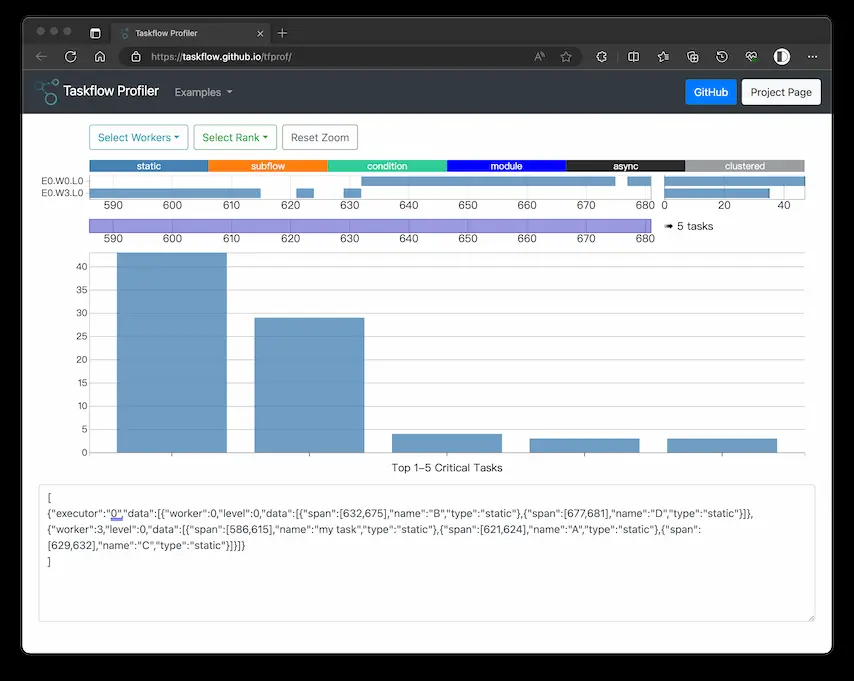 Taskflow Profiler
https://taskflow.github.io/tfprof/
Taskflow Profiler Examples GitHub Project Page
Select Workers Select Rank Reset Zoom
static subflow condition module async clustered
E0.W0.L0
E0.W3.L0
590 600 610 620 630 640 650 660 670 680 0 20 40
➠ 5 tasks
590 600 610 620 630 640 650 660 670 680
40
35
30
25
20
15
10
5
0
Top 1–5 Critical Tasks
[
{"executor":"0","data":[{"worker":0,"level":0,"data":[{"span":[632,675],"name":"B","type":"static"},{"span":[677,681],"name":"D","type":"static"}]},
{"worker":3,"level":0,"data":[{"span":[586,615],"name":"my task","type":"static"},{"span":[621,624],"name":"A","type":"static"},{"span":
[629,632],"name":"C","type":"static"}]}]}
]